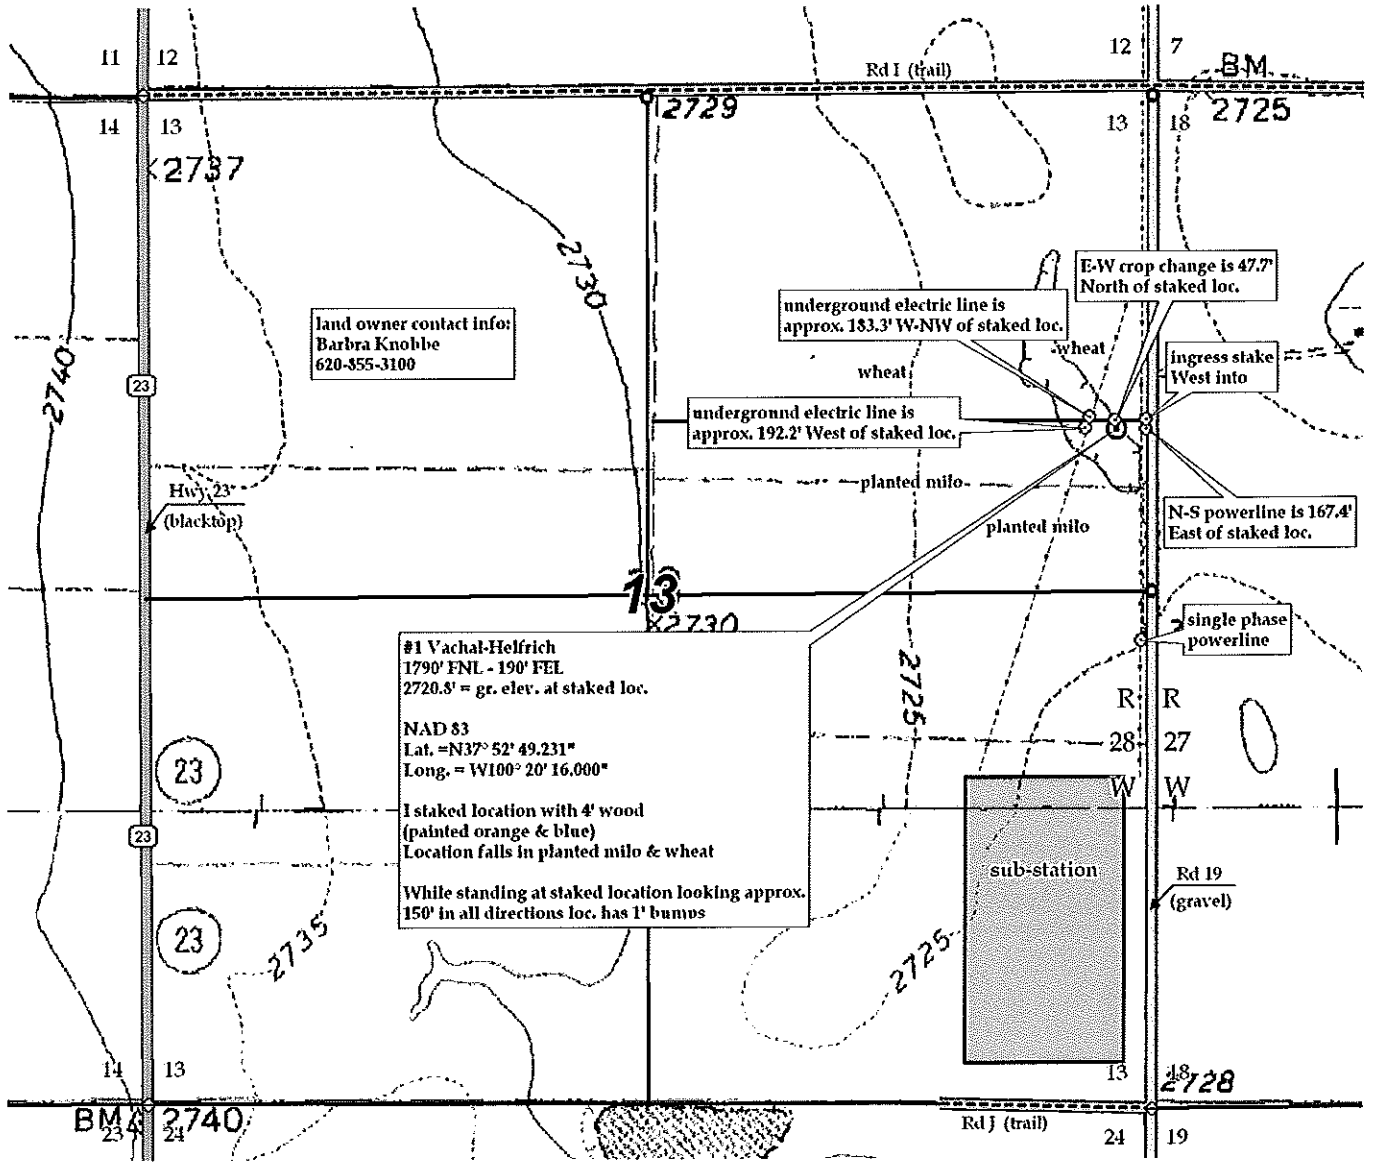 11 12
12 7
Rd I (trail)
BM
2729
2725
14 13
13 18
2737
2730
E-W crop change is 47.7'
North of staked loc.
underground electric line is
approx. 183.3' W-NW of staked loc.
land owner contact info:
Barbra Knobbe
620-855-3100
wheat
ingress stake
West into
2740
23
wheat
underground electric line is
approx. 192.2' West of staked loc.
planted milo
Hwy 23
(blacktop)
N-S powerline is 167.4'
East of staked loc.
planted milo
13
2730
single phase
powerline
#1 Vachal-Helfrich
1790' FNL - 190' FEL
2720.8' = gr. elev. at staked loc.
NAD 83
Lat. =N37° 52' 49.231"
Long. = W100° 20' 16.000"
I staked location with 4' wood
(painted orange & blue)
Location falls in planted milo & wheat
While standing at staked location looking approx.
150' in all directions loc. has 1' bumps
2725
R R
28 27
W W
23
23
sub-station
Rd 19
(gravel)
23
2735
2725
14 13
13 18
2728
BM 2740
23 24
Rd J (trail)
24 19